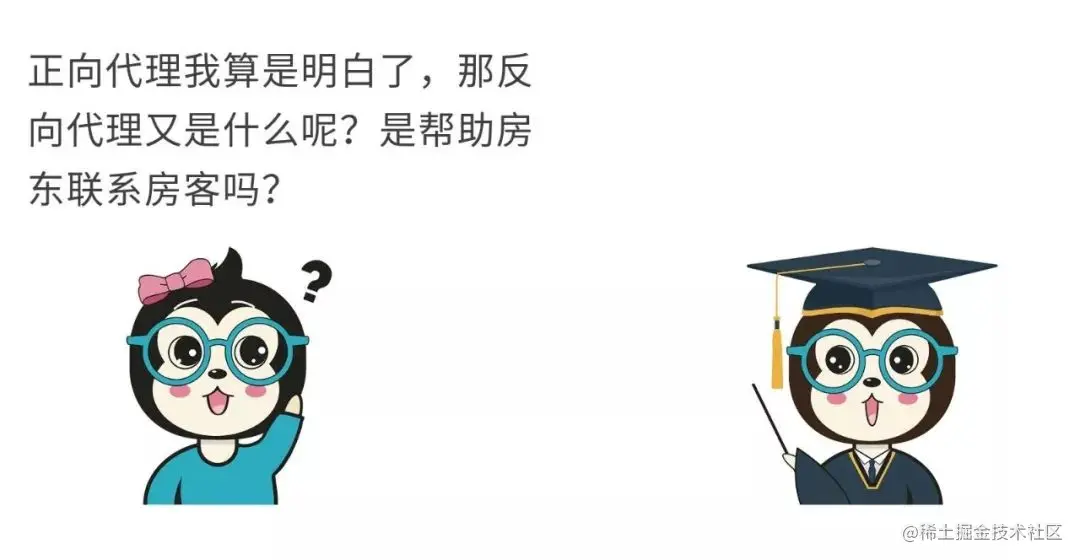 正向代理我算是明白了，那反
向代理又是什么呢？是帮助房
东联系房客吗？
?
@稀土掘金技术社区